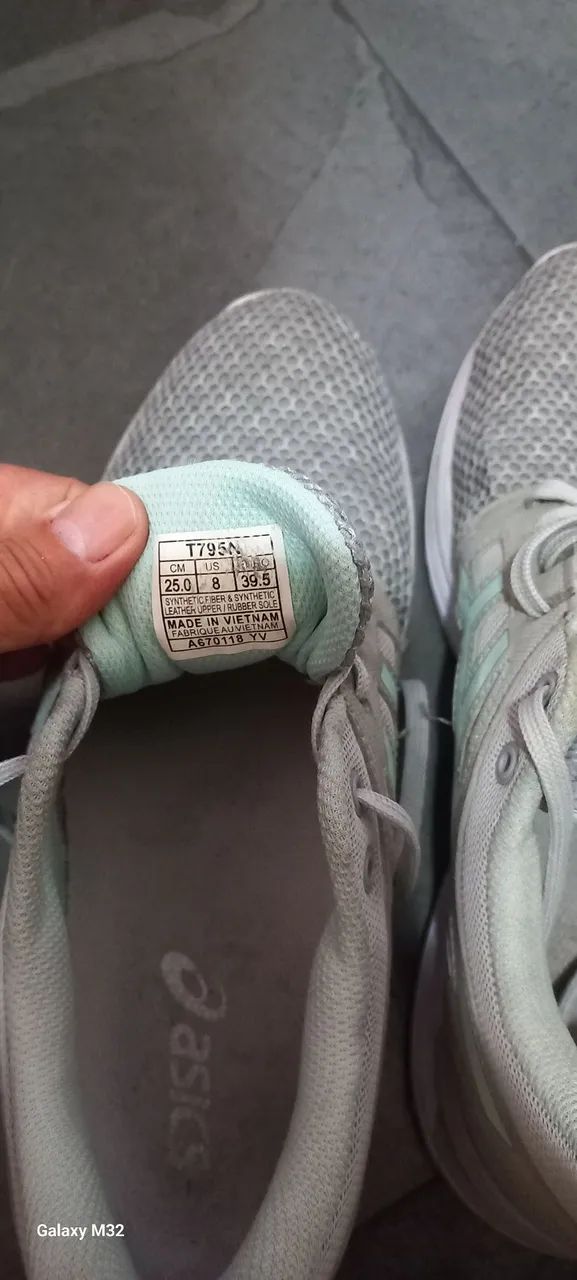 T795N
CM US
25.0 8 39.5
SYNTHETIC FIBER & SYNTHETIC
LEATHER UPPER / RUBBER SOLE
MADE IN VIETNAM
FABRIQUE AU VIETNAM
A670118 YV
asics
Galaxy M32